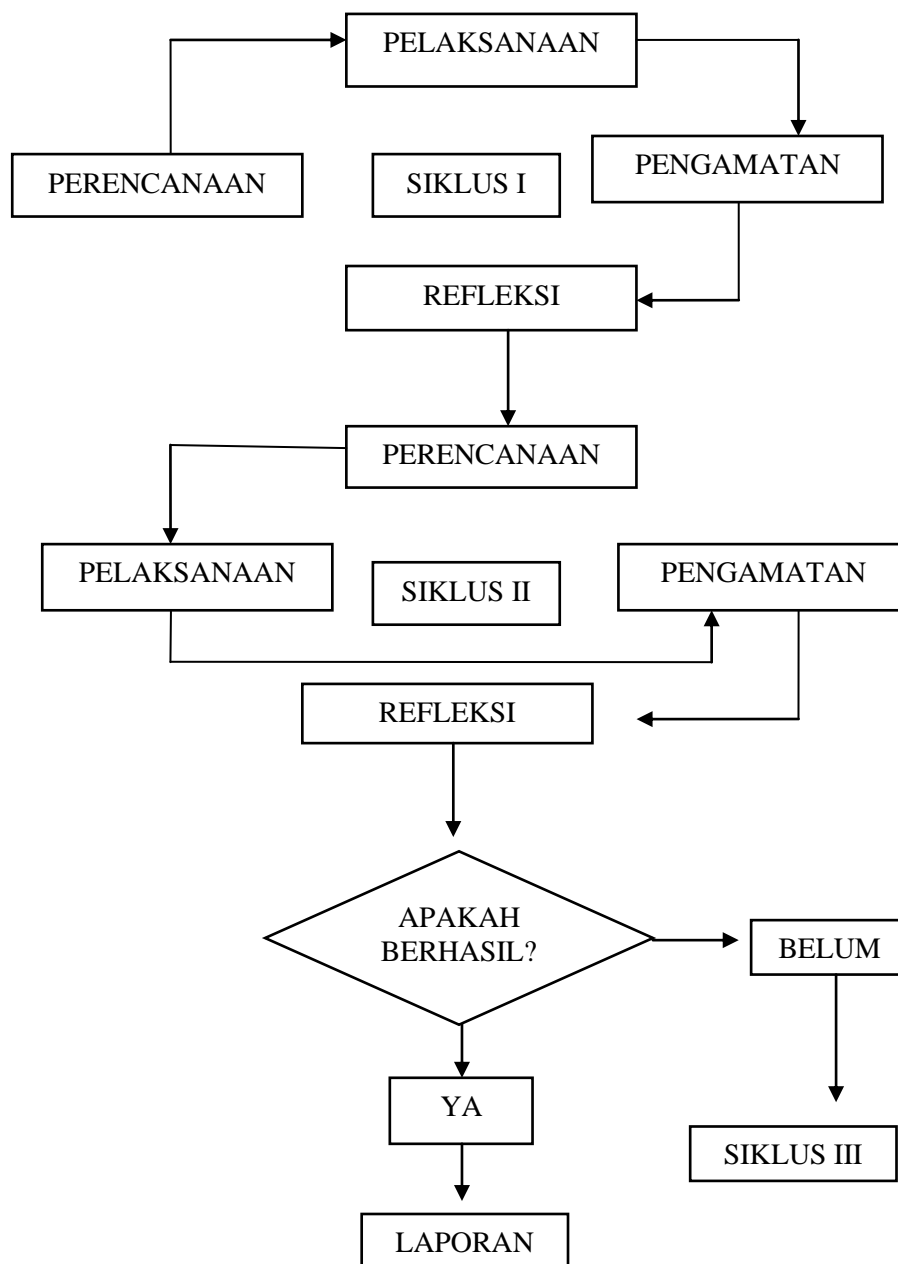 PELAKSANAAN
PERENCANAAN
SIKLUS I
PENGAMATAN
REFLEKSI
PERENCANAAN
PELAKSANAAN
SIKLUS II
PENGAMATAN
REFLEKSI
APAKAH
BERHASIL?
BELUM
YA
SIKLUS III
LAPORAN